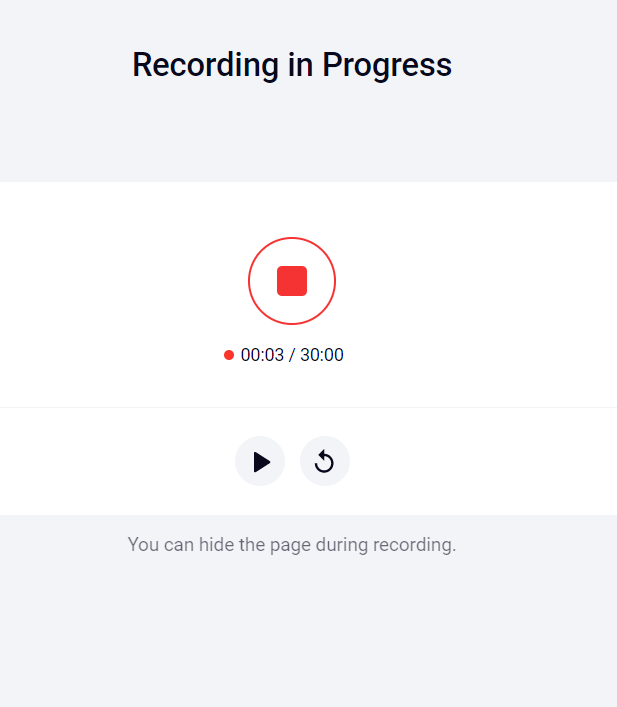 Recording in Progress
00:03 / 30:00
You can hide the page during recording.